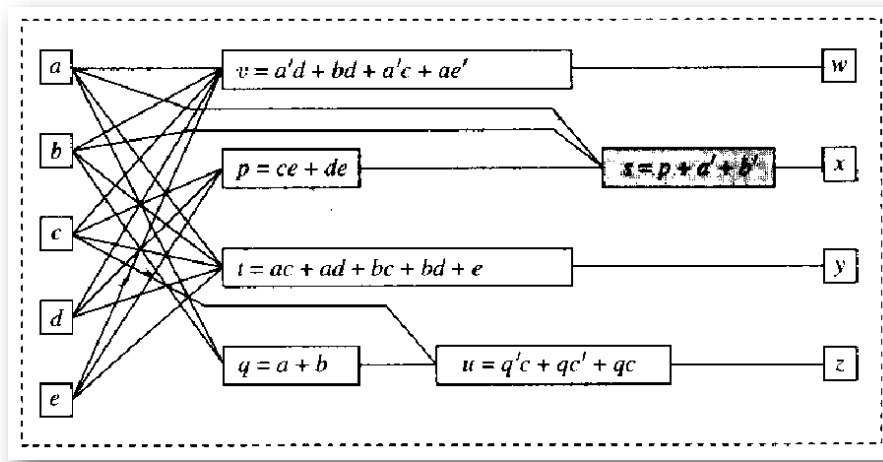 a
v = a'd + bd + a'c + ae'
w
b
p = ce + de
s = p + a' + b'
x
c
t = ac + ad + bc + bd + e
y
d
q = a + b
u = q'c + qc' + qc
z
e